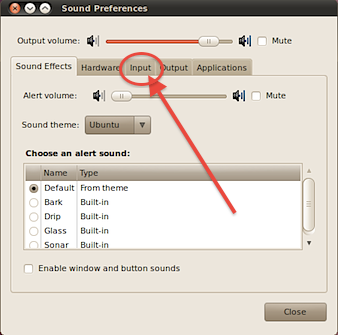 Sound Preferences
Output volume: Mute
Sound Effects Hardware Input Output Applications
Alert volume: Mute
Sound theme: Ubuntu
Choose an alert sound:
Name Type
Default From theme
Bark Built-in
Drip Built-in
Glass Built-in
Sonar Built-in
Enable window and button sounds
Close